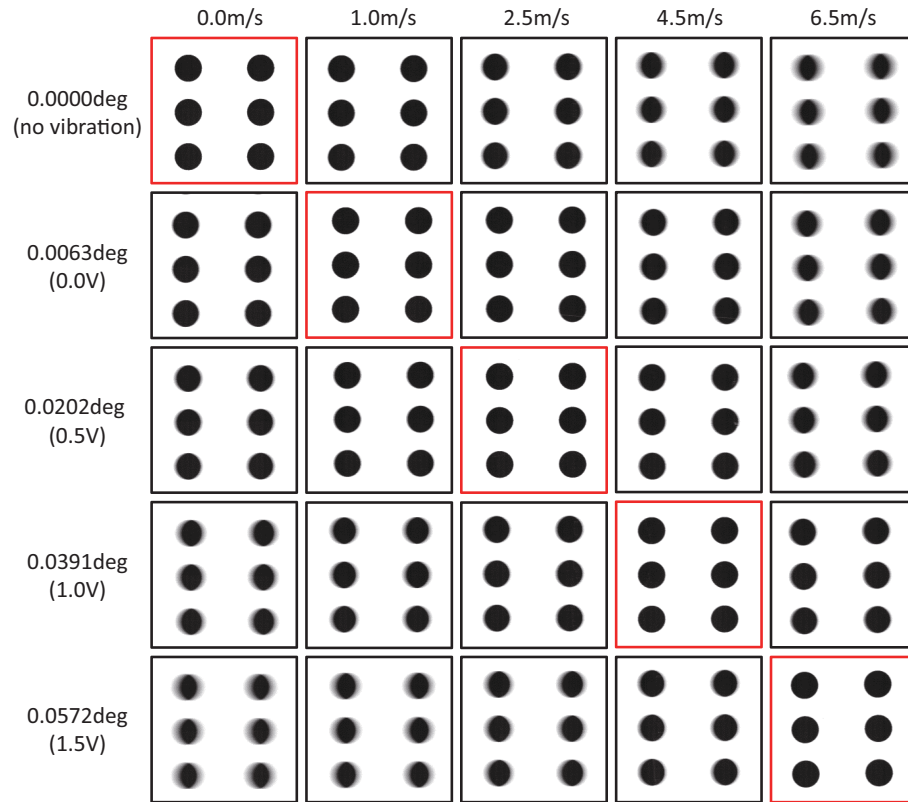 0.0m/s 1.0m/s 2.5m/s 4.5m/s 6.5m/s
0.0000deg
(no vibration)
0.0063deg
(0.0V)
0.0202deg
(0.5V)
0.0391deg
(1.0V)
0.0572deg
(1.5V)